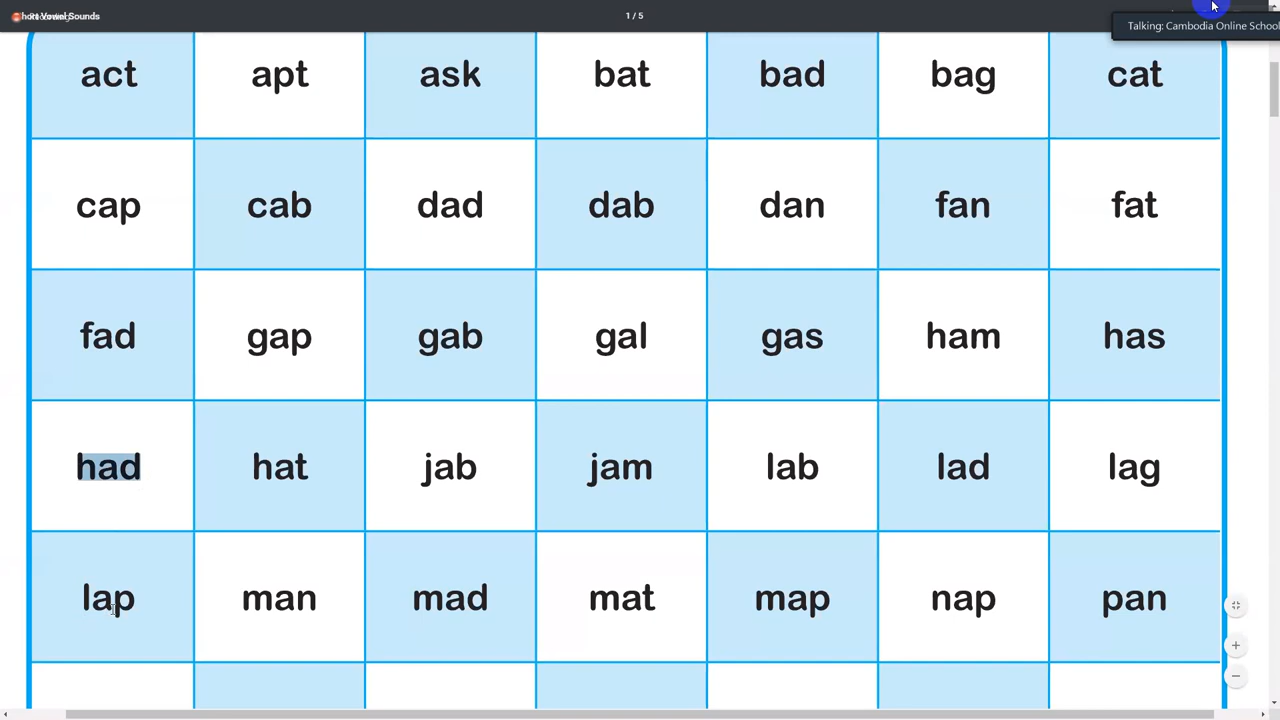 Short Vowel Sounds
1 / 5
Talking: Cambodia Online School
act apt ask bat bad bag cat
cap cab dad dab dan fan fat
fad gap gab gal gas ham has
had hat jab jam lab lad lag
lap man mad mat map nap pan